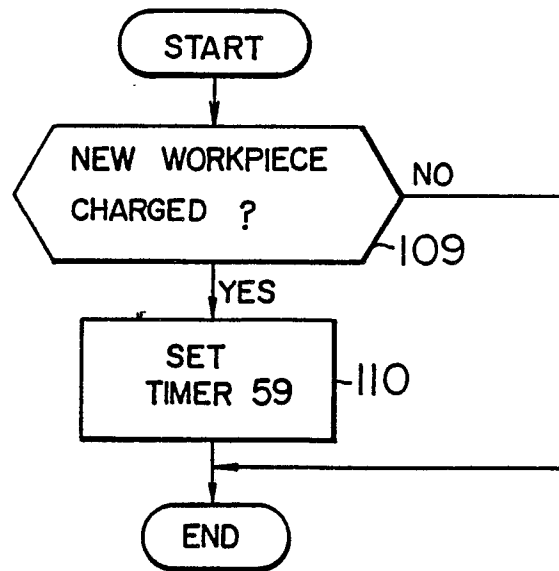 START
NEW WORKPIECE
CHARGED ?
NO
109
YES
SET
TIMER 59
110
END